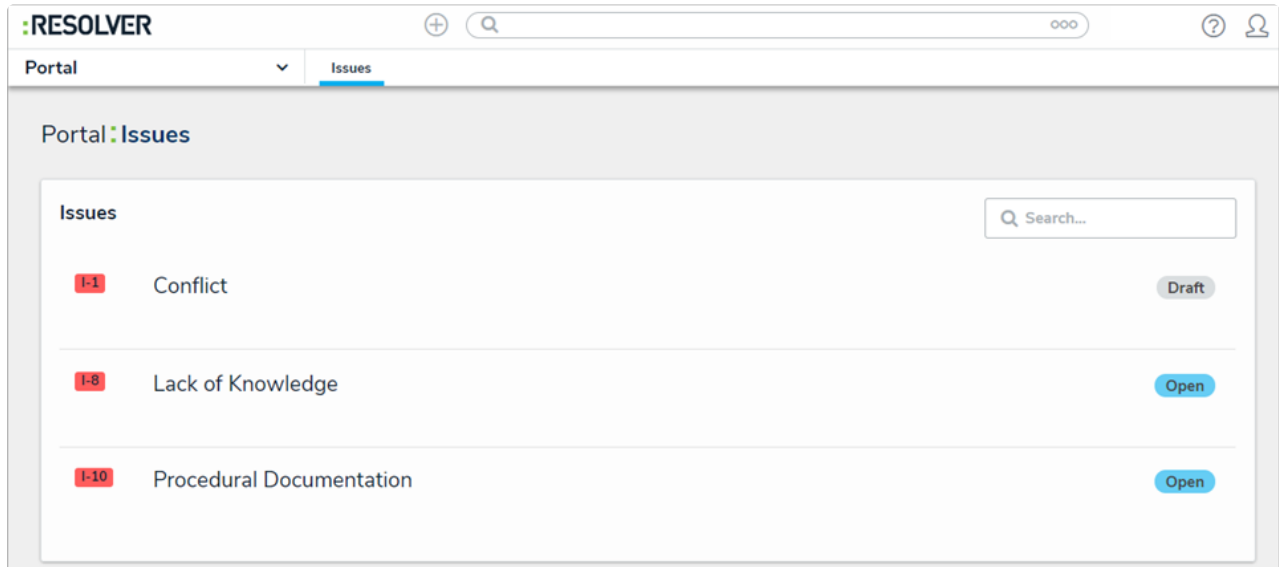 :RESOLVER
Portal Issues
Portal:Issues
Issues Search...
I-1 Conflict Draft
I-8 Lack of Knowledge Open
I-10 Procedural Documentation Open